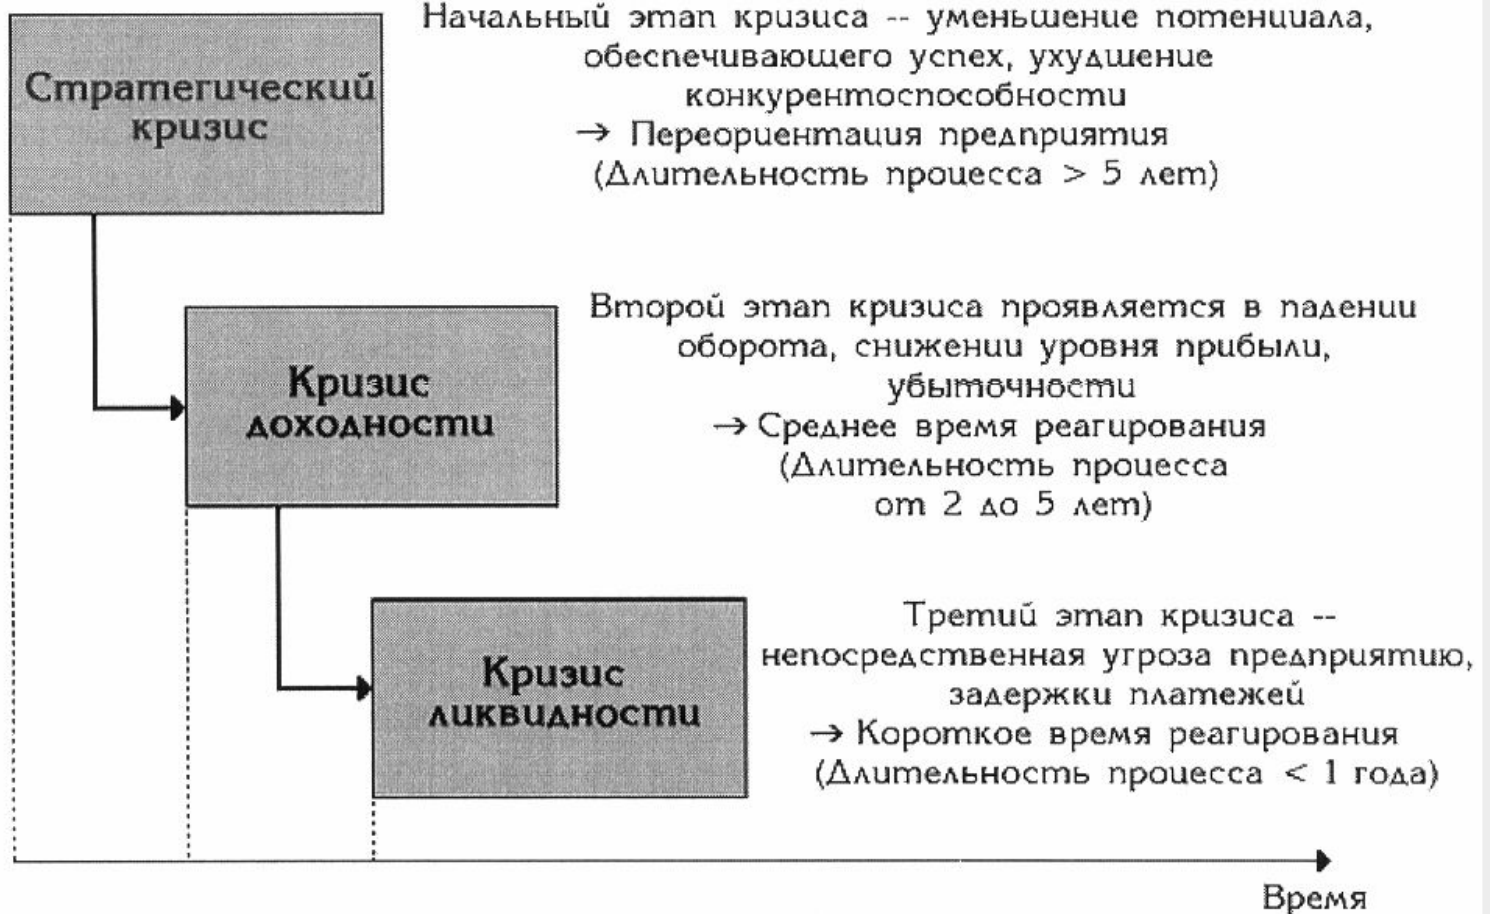 Начальный этап кризиса -- уменьшение потенциала,
обеспечивающего успех, ухудшение
конкурентоспособности
→ Переориентация предприятия
(Длительность процесса > 5 лет)
Стратегический
кризис
Второй этап кризиса проявляется в падении
оборота, снижении уровня прибыли,
убыточности
→ Среднее время реагирования
(Длительность процесса
от 2 до 5 лет)
Кризис
доходности
Третий этап кризиса --
непосредственная угроза предприятию,
задержки платежей
→ Короткое время реагирования
(Длительность процесса < 1 года)
Кризис
ликвидности
Время